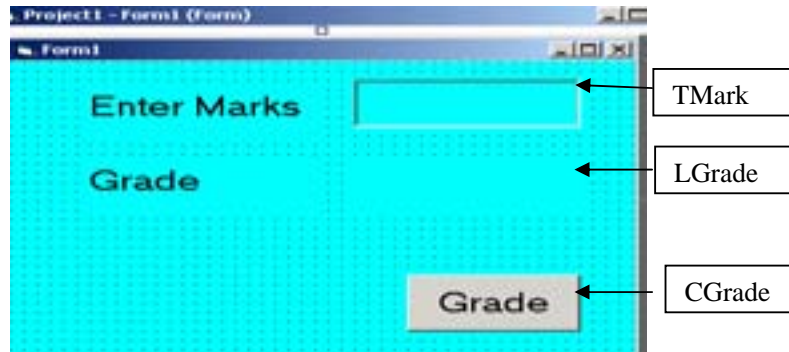 Project1 - Form1 (Form)
Form1
Enter Marks
TMark
Grade
LGrade
Grade
CGrade